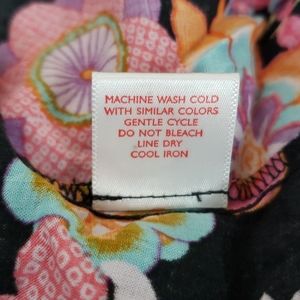 MACHINE WASH COLD
WITH SIMILAR COLORS
GENTLE CYCLE
DO NOT BLEACH
LINE DRY
COOL IRON